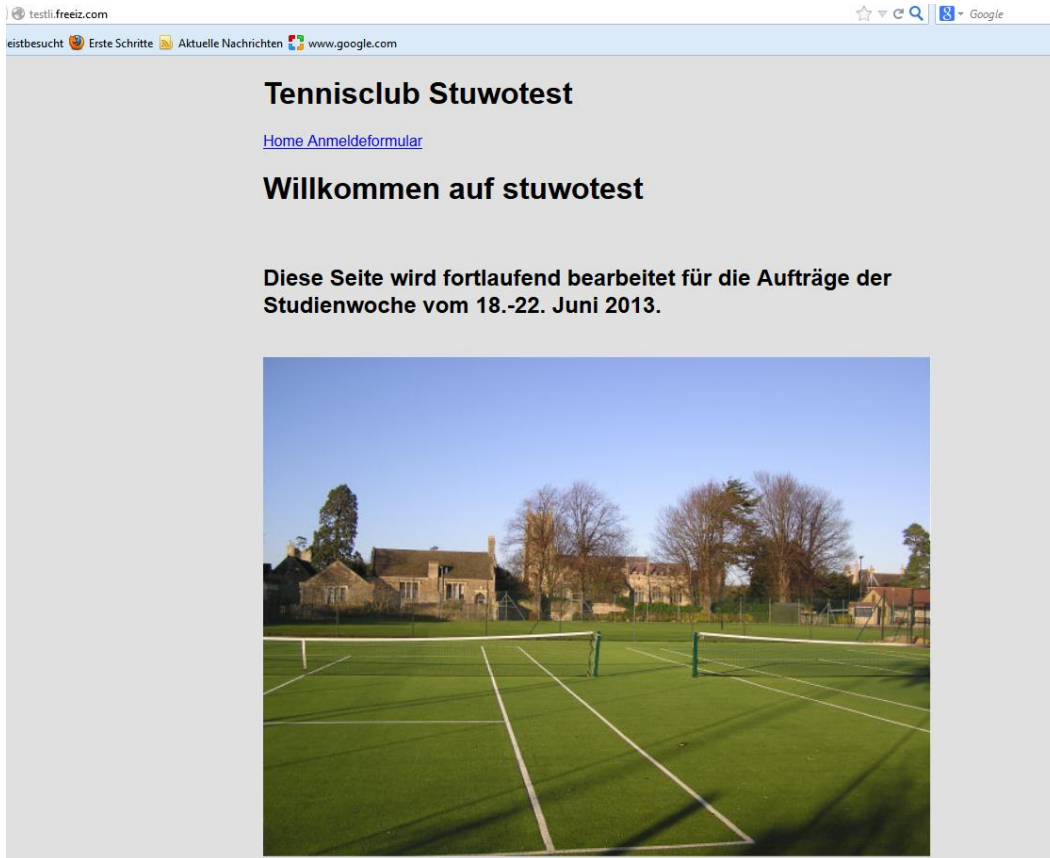 testli.freeiz.com
8 Google
eistbesucht Erste Schritte Aktuelle Nachrichten www.google.com
Tennisclub Stuwotest
Home Anmeldeformular
Willkommen auf stuwotest
Diese Seite wird fortlaufend bearbeitet für die Aufträge der
Studienwoche vom 18.-22. Juni 2013.